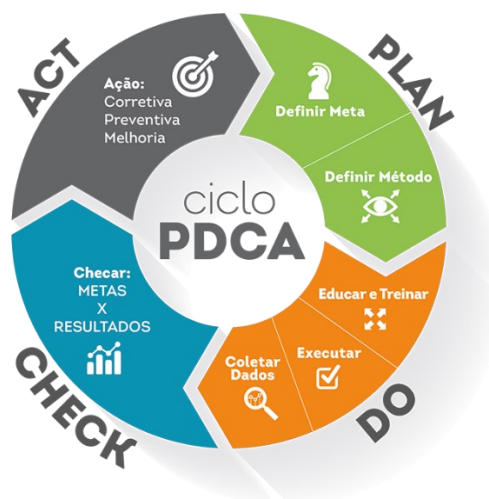 ciclo
PDCA
PLAN
Definir Meta
Definir Método
DO
Educar e Treinar
Executar
Coletar
Dados
CHECK
Checar:
METAS
X
RESULTADOS
ACT
Ação:
Corretiva
Preventiva
Melhoria